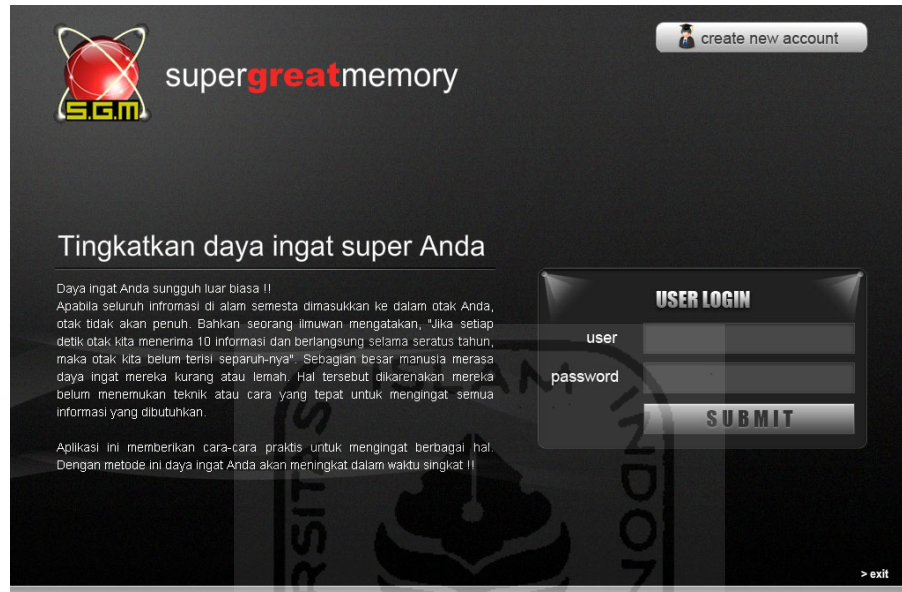 create new account
S.G.M
supergreatmemory
Tingkatkan daya ingat super Anda
Daya ingat Anda sungguh luar biasa !!
Apabila seluruh infromasi di alam semesta dimasukkan ke dalam otak Anda,
otak tidak akan penuh. Bahkan seorang ilmuwan mengatakan, "Jika setiap
detik otak kita menerima 10 informasi dan berlangsung selama seratus tahun,
maka otak kita belum terisi separuh-nya". Sebagian besar manusia merasa
daya ingat mereka kurang atau lemah. Hal tersebut dikarenakan mereka
belum menemukan teknik atau cara yang tepat untuk mengingat semua
informasi yang dibutuhkan.
Aplikasi ini memberikan cara-cara praktis untuk mengingat berbagai hal.
Dengan metode ini daya ingat Anda akan meningkat dalam waktu singkat !!
USER LOGIN
user
password
SUBMIT
ISLAM
RSITAS
INDON
> exit